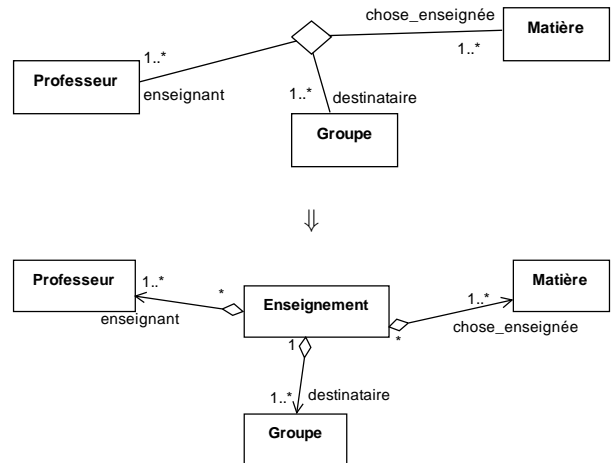 chose_enseignée
Matière
1..*
1..*
Professeur
enseignant
1..*
destinataire
Groupe
⇓
Professeur
1..*
*
Enseignement
1..*
Matière
enseignant
*
chose_enseignée
1
1..*
destinataire
Groupe